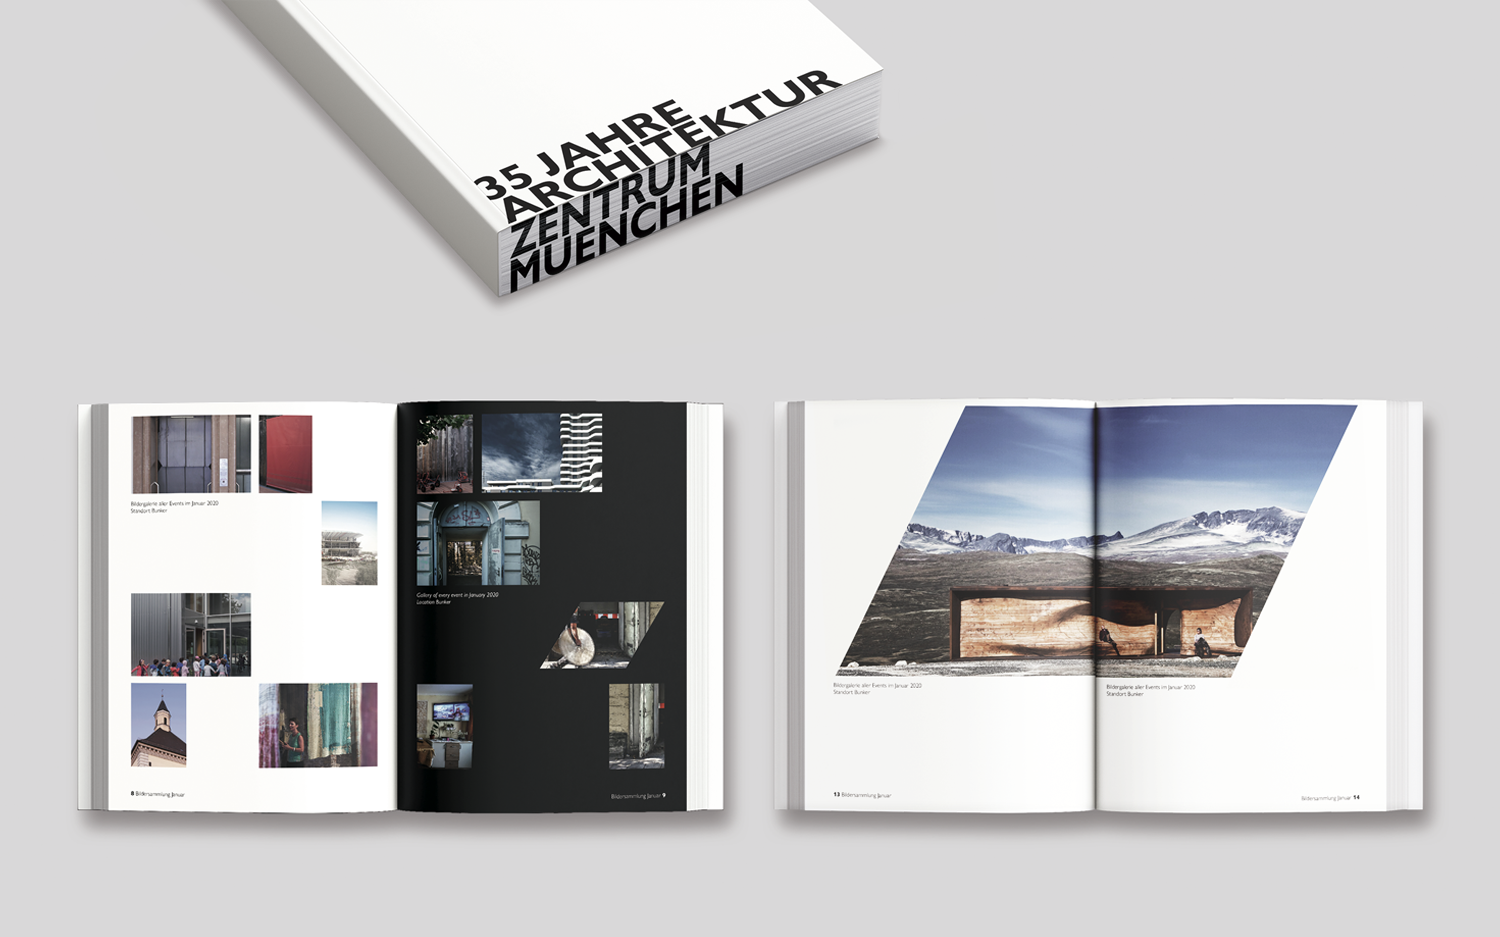 35 JAHRE
ARCHITEKTUR
ZENTRUM
MUENCHEN
Bildergalerie aller Events im Januar 2020
Standort Bunker
Gallery of every event in January 2020
Location Bunker
8 Bildersammlung Januar
Bildersammlung Januar 9
Bildergalerie aller Events im Januar 2020
Standort Bunker
Bildergalerie aller Events im Januar 2020
Standort Bunker
13 Bildersammlung Januar
Bildersammlung Januar 14